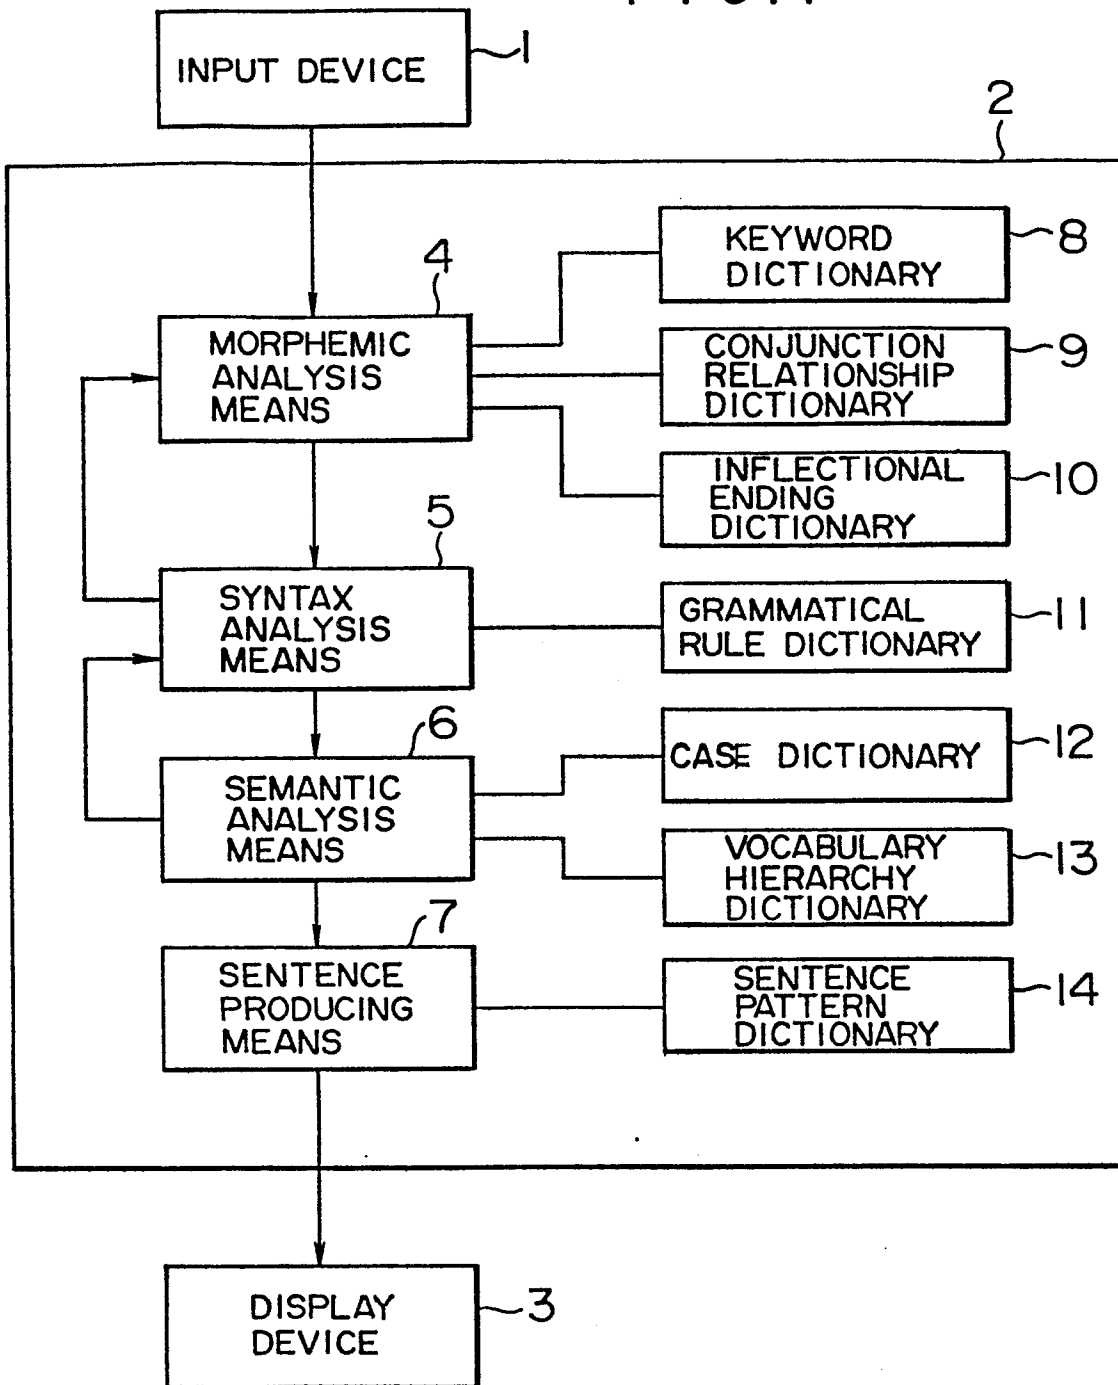 INPUT DEVICE
1
2
KEYWORD
DICTIONARY
8
4
MORPHEMIC
ANALYSIS
MEANS
CONJUNCTION
RELATIONSHIP
DICTIONARY
9
INFLECTIONAL
ENDING
DICTIONARY
10
5
SYNTAX
ANALYSIS
MEANS
GRAMMATICAL
RULE DICTIONARY
11
6
SEMANTIC
ANALYSIS
MEANS
CASE DICTIONARY
12
VOCABULARY
HIERARCHY
DICTIONARY
13
7
SENTENCE
PRODUCING
MEANS
SENTENCE
PATTERN
DICTIONARY
14
DISPLAY
DEVICE
3